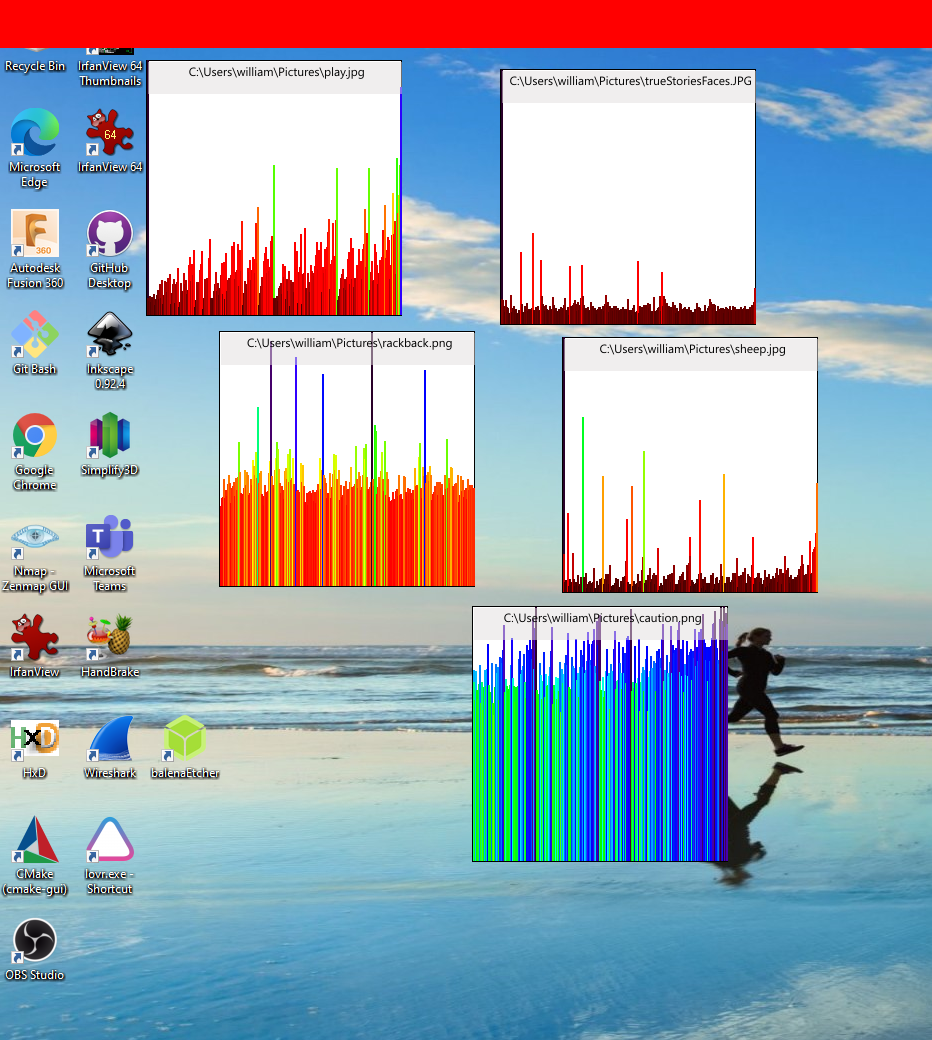 Recycle Bin
IrfanView 64
Thumbnails
C:\Users\william\Pictures\play.jpg
C:\Users\william\Pictures\trueStoriesFaces.JPG
Microsoft
Edge
64
IrfanView 64
360
Autodesk
Fusion 360
GitHub
Desktop
Git Bash
Inkscape
0.92.4
C:\Users\william\Pictures\rackback.png
C:\Users\william\Pictures\sheep.jpg
Google
Chrome
Simplify3D
T
Nmap -
Zenmap GUI
Microsoft
Teams
C:\Users\william\Pictures\caution.png
IrfanView
HandBrake
HxD
HxD
Wireshark
balenaEtcher
CMake
(cmake-gui)
lovr.exe -
Shortcut
OBS Studio